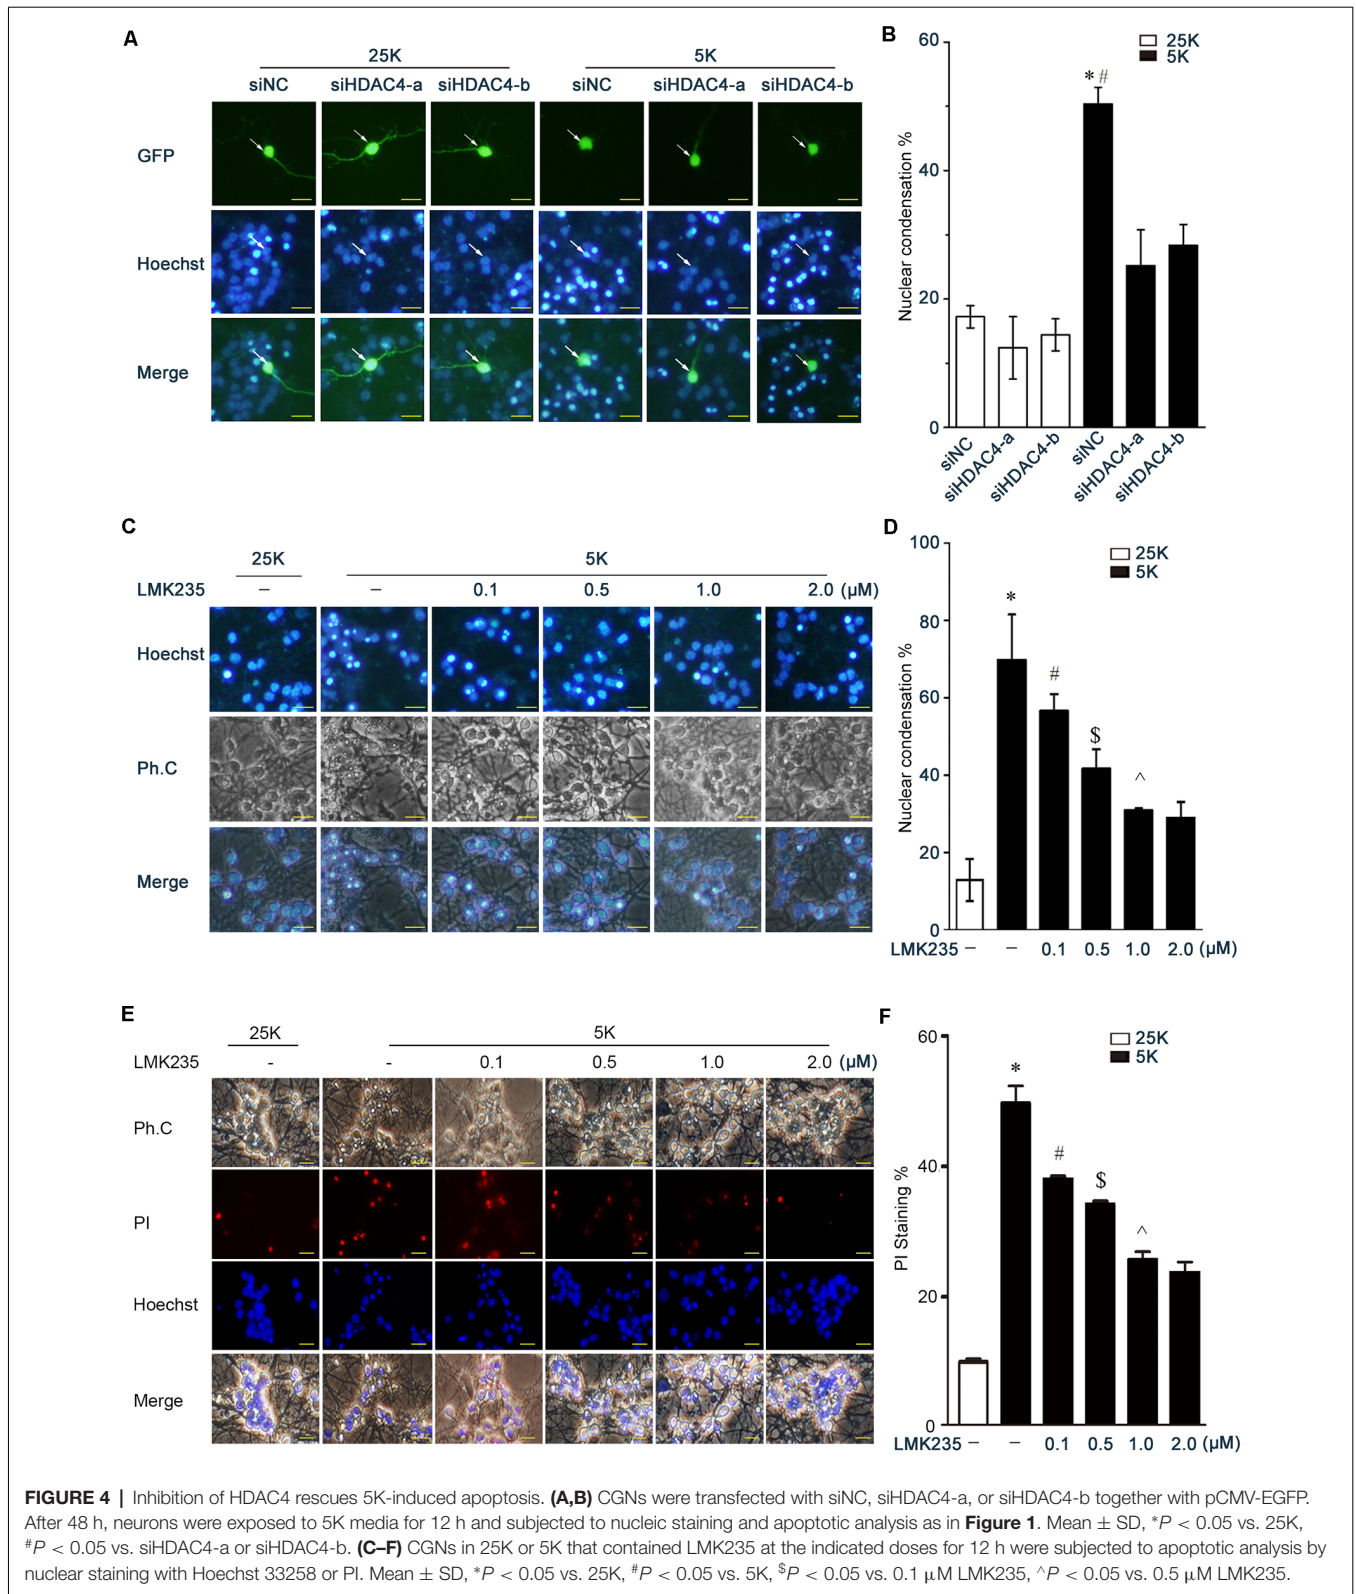 A
25K
5K
siNC siHDAC4-a siHDAC4-b siNC siHDAC4-a siHDAC4-b
GFP
Hoechst
Merge
B
60
40
20
0
Nuclear condensation %
25K
5K
* #
siNC siHDAC4-a siHDAC4-b siNC siHDAC4-a siHDAC4-b
C
25K
5K
LMK235 – – 0.1 0.5 1.0 2.0 (µM)
Hoechst
Ph.C
Merge
D
100
80
60
40
20
0
Nuclear condesation %
25K
5K
*
#
$
^
LMK235 – – 0.1 0.5 1.0 2.0 (µM)
E
25K
5K
LMK235 - - 0.1 0.5 1.0 2.0 (µM)
Ph.C
PI
Hoechst
Merge
F
60
40
20
0
PI Staining %
25K
5K
*
#
$
^
LMK235 – – 0.1 0.5 1.0 2.0 (µM)
FIGURE 4 | Inhibition of HDAC4 rescues 5K-induced apoptosis. (A,B) CGNs were transfected with siNC, siHDAC4-a, or siHDAC4-b together with pCMV-EGFP.
After 48 h, neurons were exposed to 5K media for 12 h and subjected to nucleic staining and apoptotic analysis as in Figure 1. Mean ± SD, *P < 0.05 vs. 25K,
#P < 0.05 vs. siHDAC4-a or siHDAC4-b. (C–F) CGNs in 25K or 5K that contained LMK235 at the indicated doses for 12 h were subjected to apoptotic analysis by
nuclear staining with Hoechst 33258 or PI. Mean ± SD, *P < 0.05 vs. 25K, #P < 0.05 vs. 5K, $P < 0.05 vs. 0.1 µM LMK235, ^P < 0.05 vs. 0.5 µM LMK235.